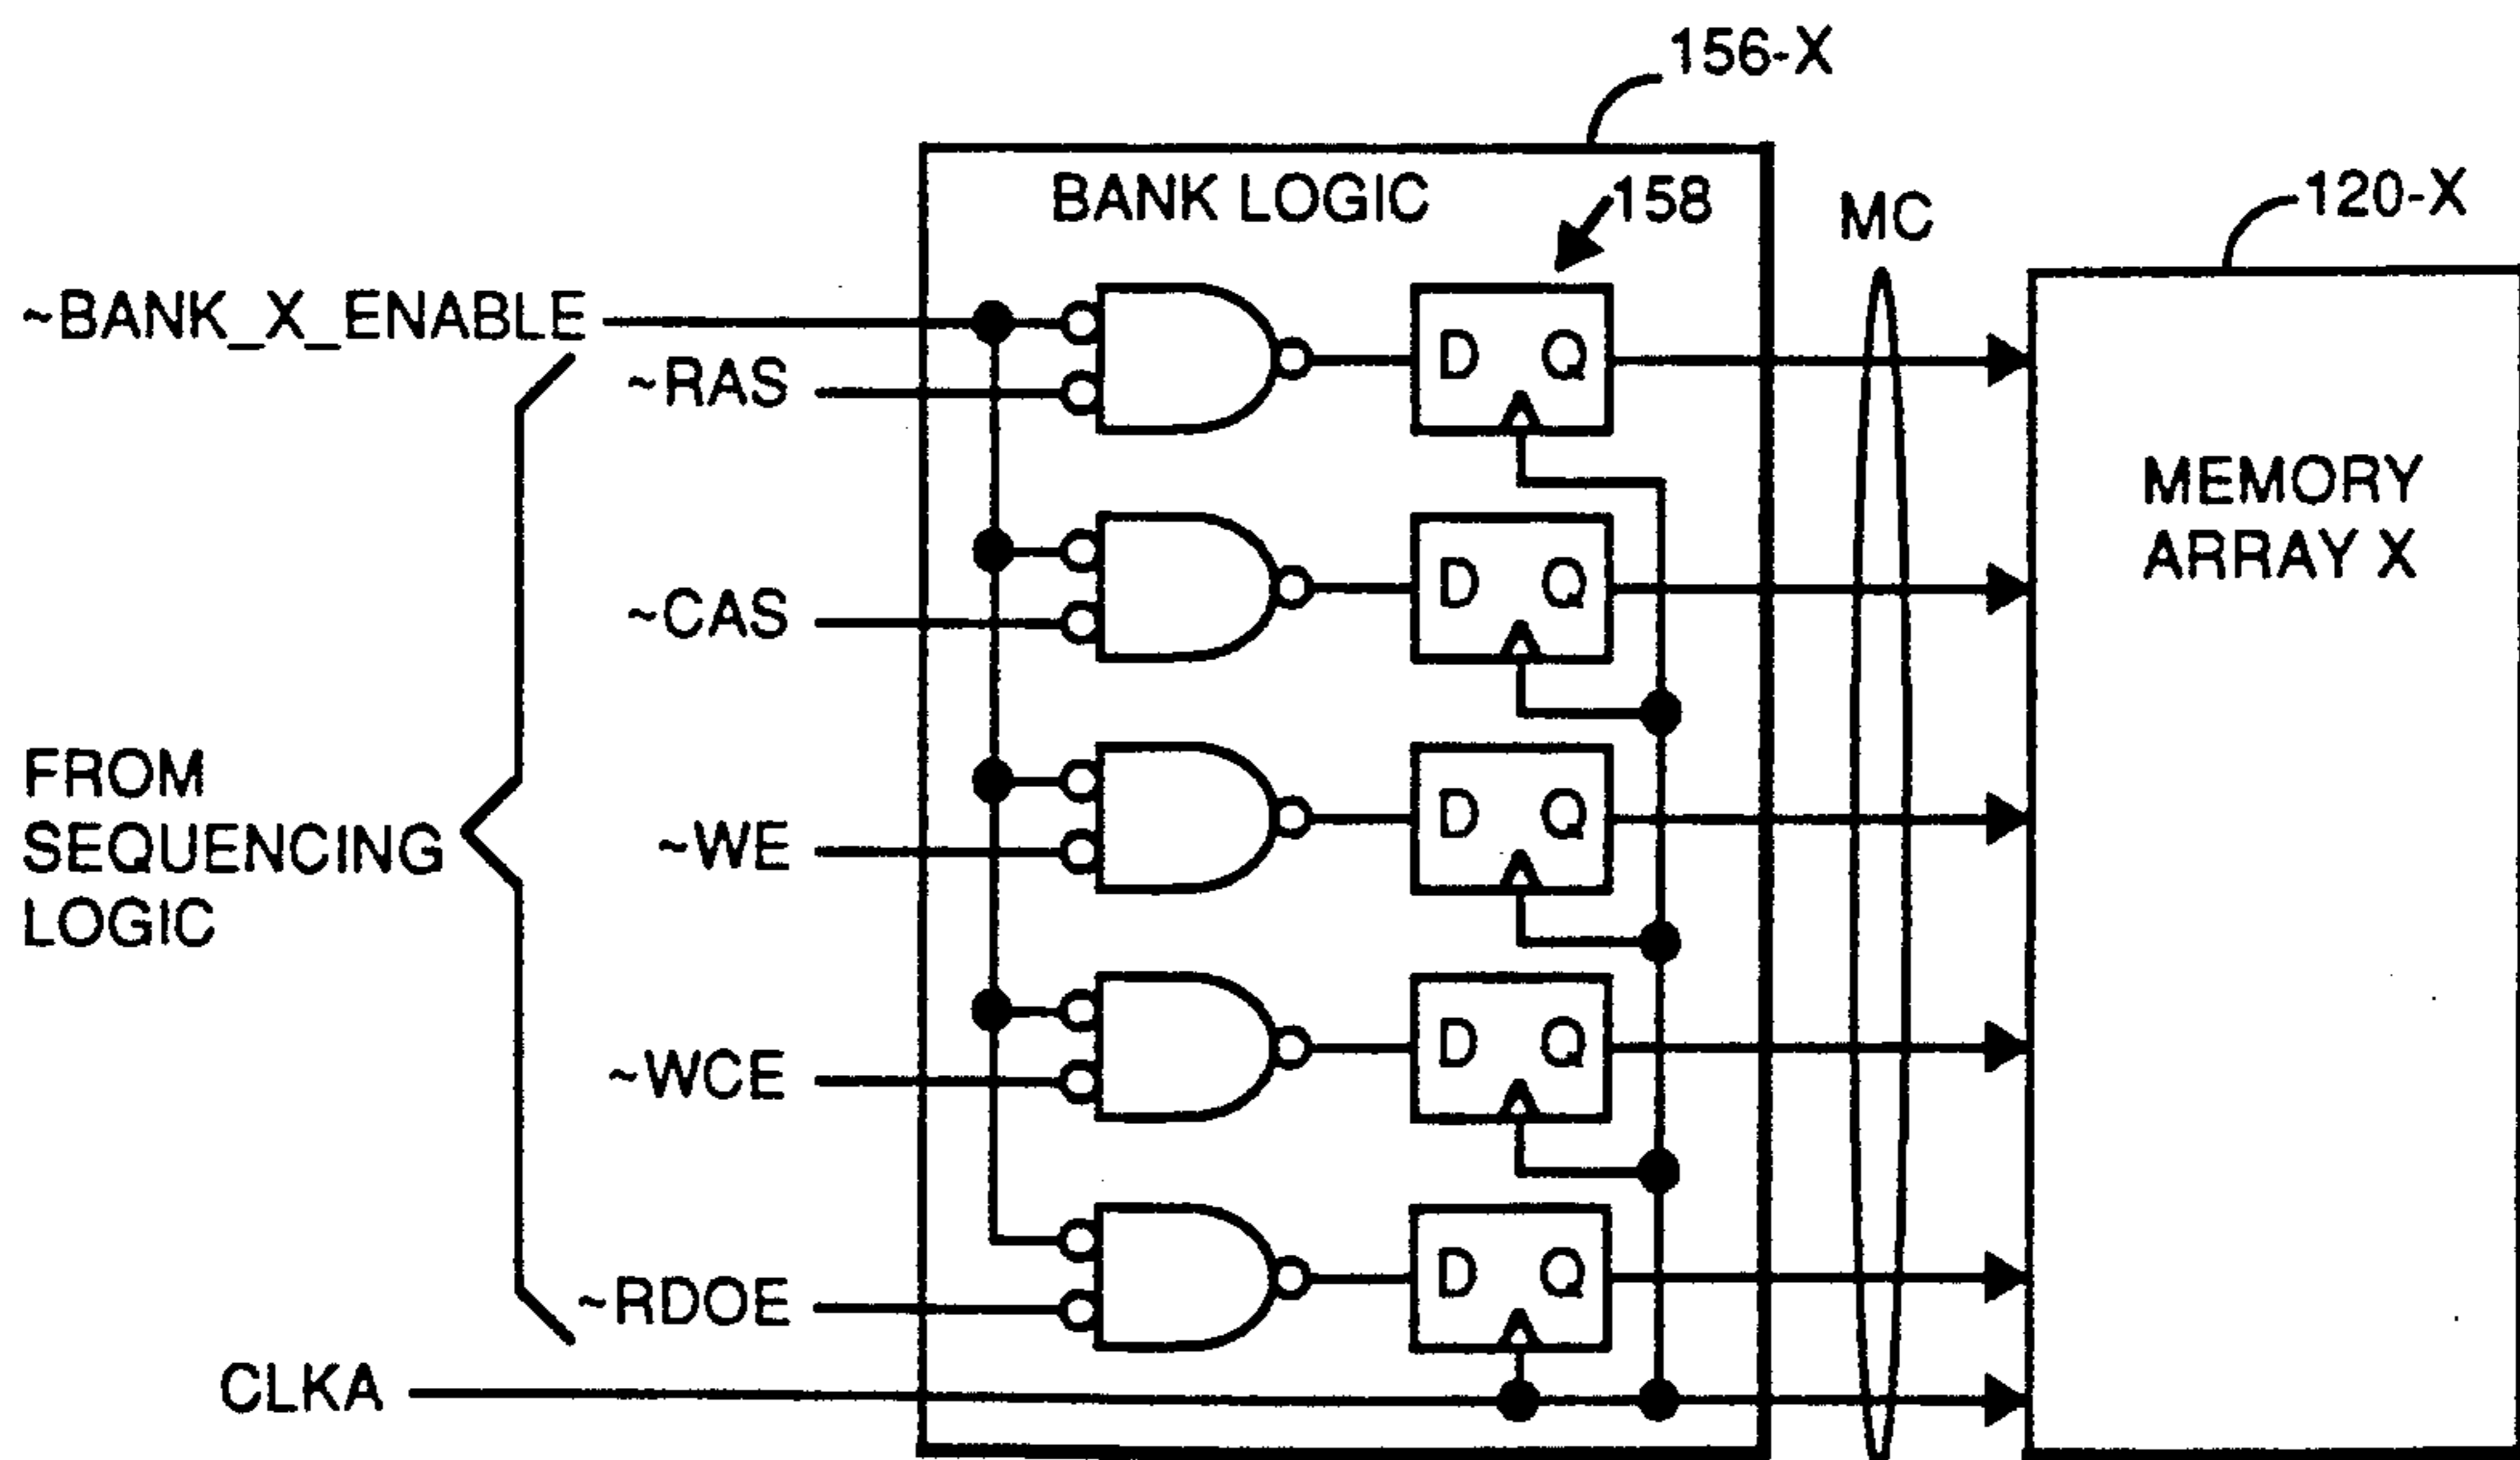 156-X
BANK LOGIC
158
MC
120-X
~BANK_X_ENABLE
~RAS
D Q
MEMORY
ARRAY X
~CAS
D Q
FROM
SEQUENCING
LOGIC
~WE
D Q
~WCE
D Q
~RDOE
D Q
CLKA